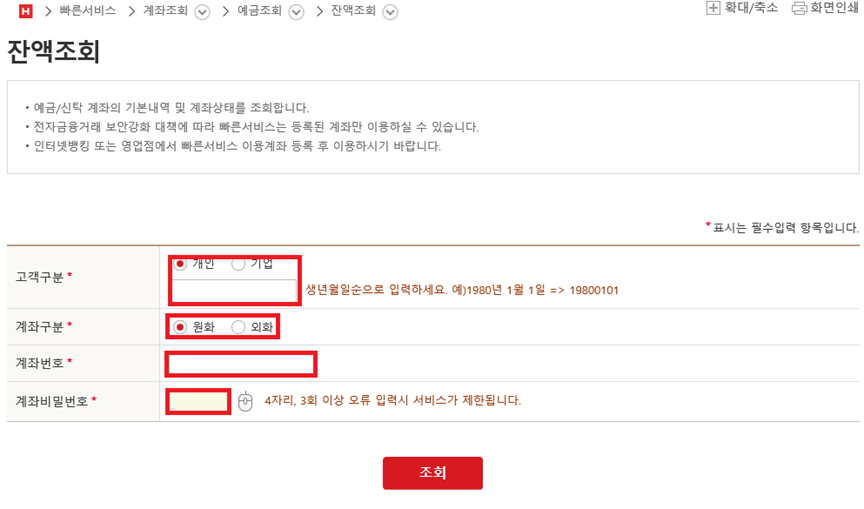 H > 빠른서비스 > 계좌조회 > 예금조회 > 잔액조회
확대/축소 화면인쇄
잔액조회
• 예금/신탁 계좌의 기본내역 및 계좌상태를 조회합니다.
• 전자금융거래 보안강화 대책에 따라 빠른서비스는 등록된 계좌만 이용하실 수 있습니다.
• 인터넷뱅킹 또는 영업점에서 빠른서비스 이용계좌 등록 후 이용하시기 바랍니다.
*표시는 필수입력 항목입니다.
고객구분 *
개인 기업
생년월일순으로 입력하세요. 예)1980년 1월 1일 => 19800101
계좌구분 *
원화 외화
계좌번호 *
계좌비밀번호 *
4자리, 3회 이상 오류 입력시 서비스가 제한됩니다.
조회